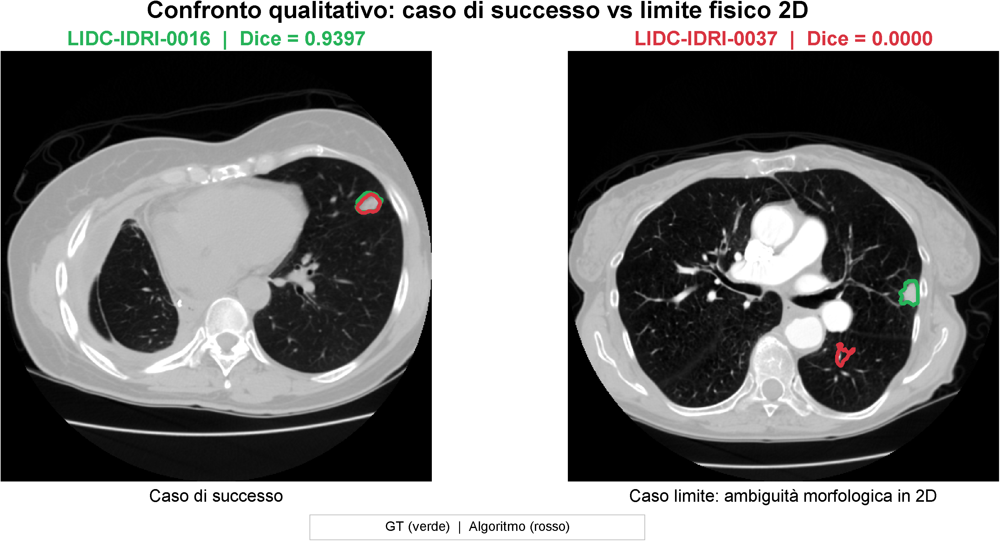 Confronto qualitativo: caso di successo vs limite fisico 2D
LIDC-IDRI-0016 | Dice = 0.9397
LIDC-IDRI-0037 | Dice = 0.0000
Caso di successo
Caso limite: ambiguità morfologica in 2D
GT (verde) | Algoritmo (rosso)